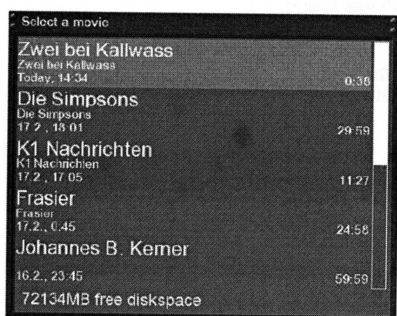 Select a movie
Zwei bei Kallwass
Zwei bei Kallwass
Today, 14:34 0:38
Die Simpsons
Die Simpsons
17.2., 18:01 29:59
K1 Nachrichten
K1 Nachrichten
17.2., 17:05 11:27
Frasier
Frasier
17.2., 0:45 24:58
Johannes B. Kerner
16.2., 23:45 59:59
72134MB free diskspace